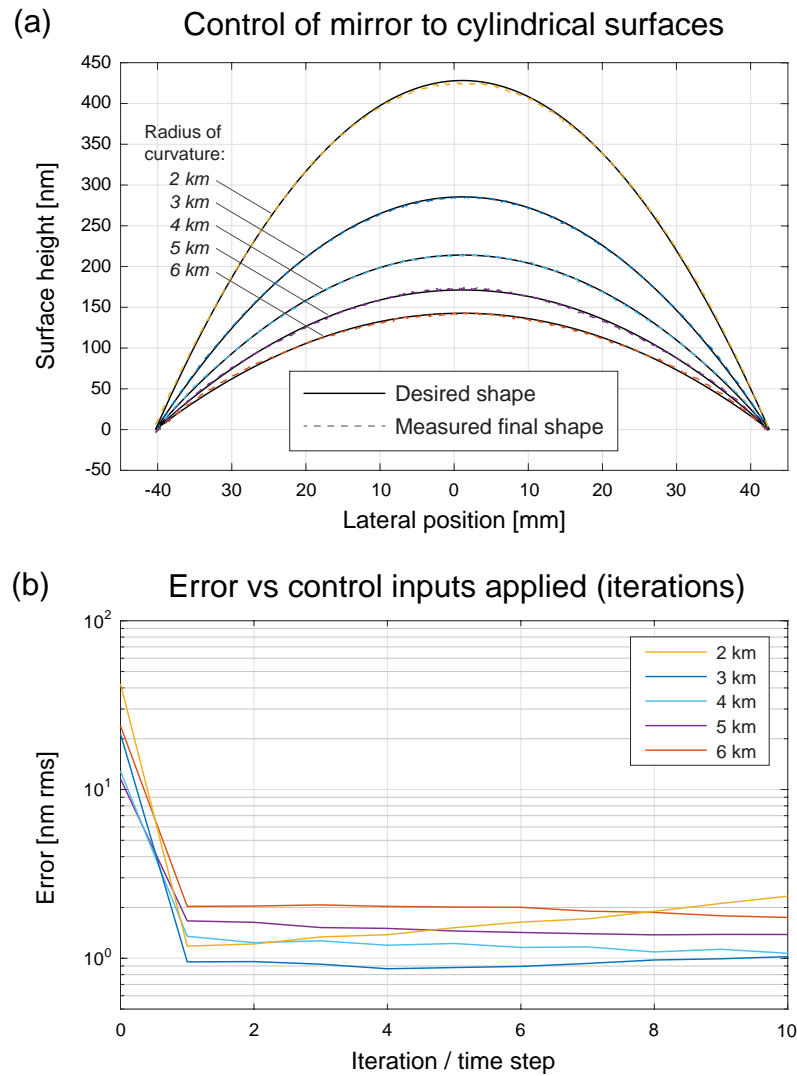 (a) Control of mirror to cylindrical surfaces
450
400
350
300
250
200
150
100
50
0
-50
Surface height [nm]
Radius of
curvature:
2 km
3 km
4 km
5 km
6 km
Desired shape
Measured final shape
-40 30 20 10 0 10 20 30 40
Lateral position [mm]
(b) Error vs control inputs applied (iterations)
10²
10¹
10⁰
Error [nm rms]
2 km
3 km
4 km
5 km
6 km
0 2 4 6 8 10
Iteration / time step